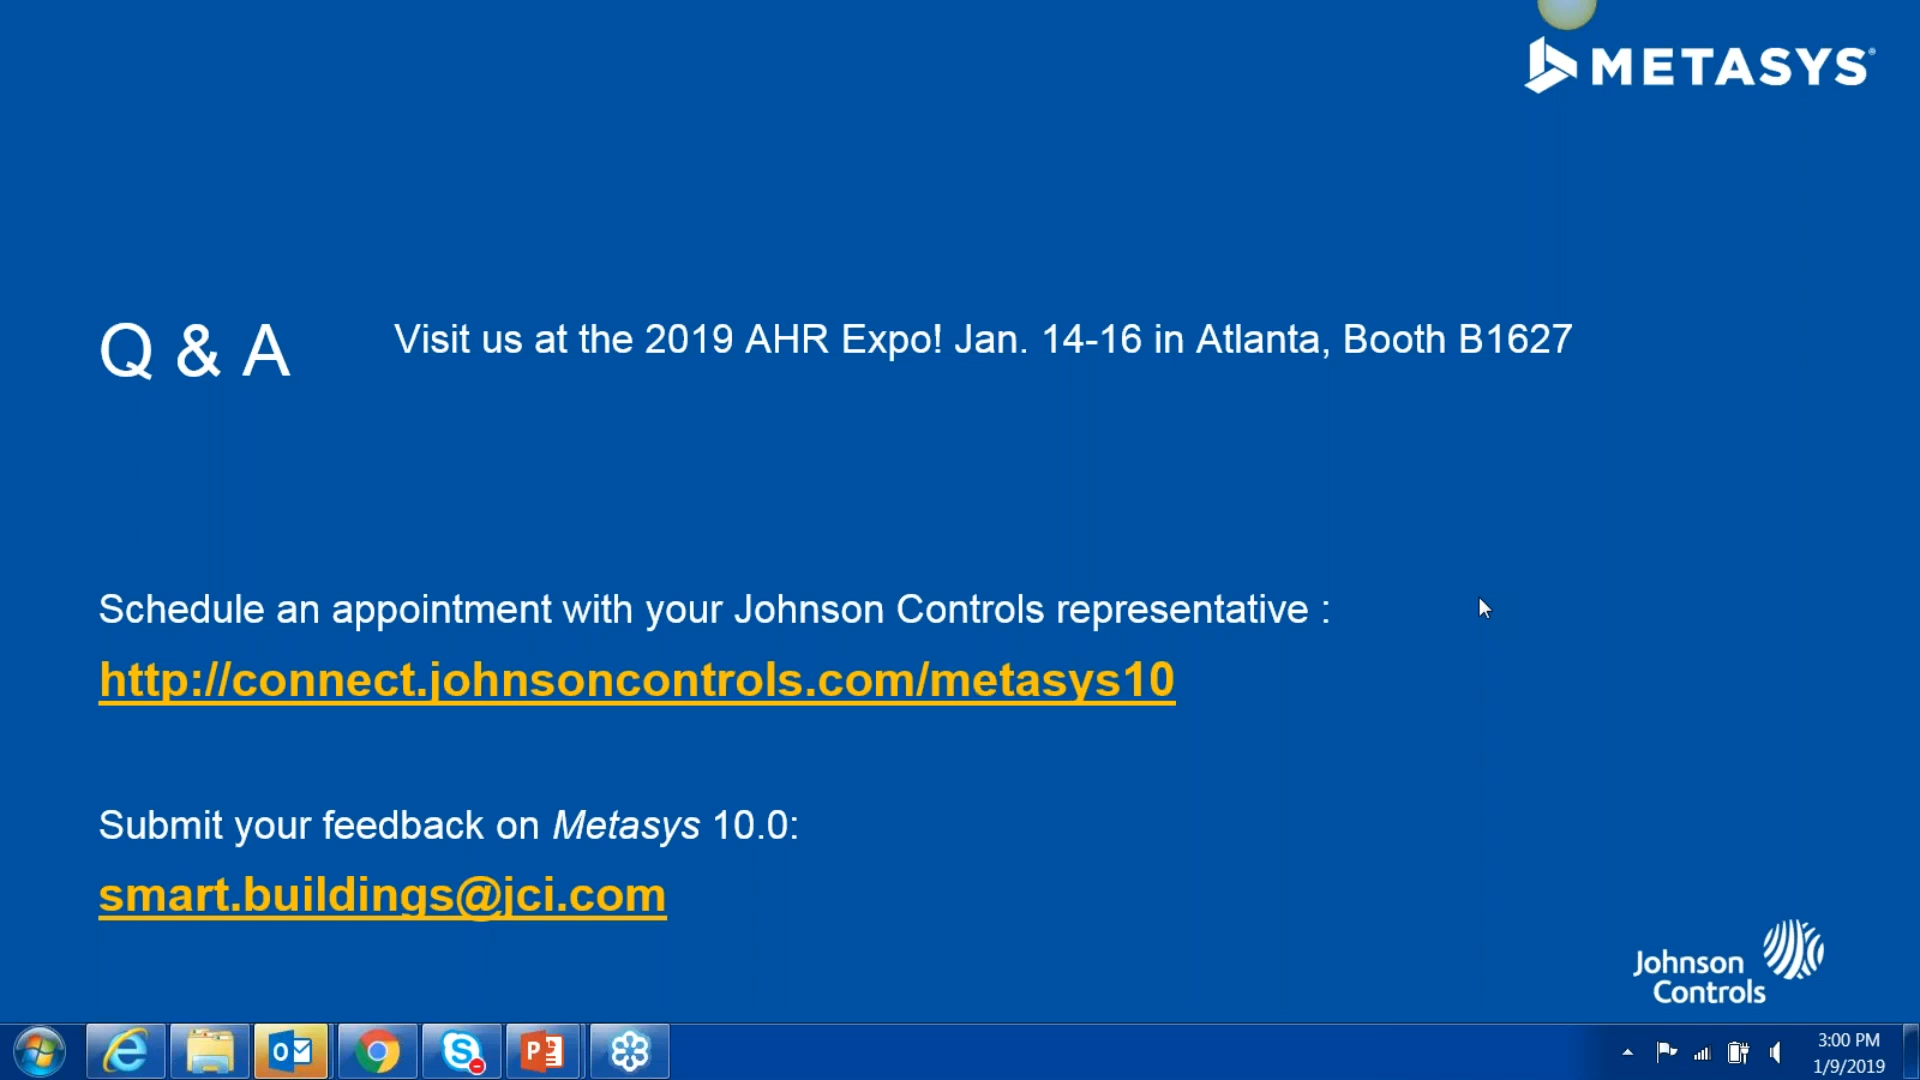 METASYS®
Q & A
Visit us at the 2019 AHR Expo! Jan. 14-16 in Atlanta, Booth B1627
Schedule an appointment with your Johnson Controls representative :
http://connect.johnsoncontrols.com/metasys10
Submit your feedback on Metasys 10.0:
smart.buildings@jci.com
Johnson
Controls
3:00 PM
1/9/2019